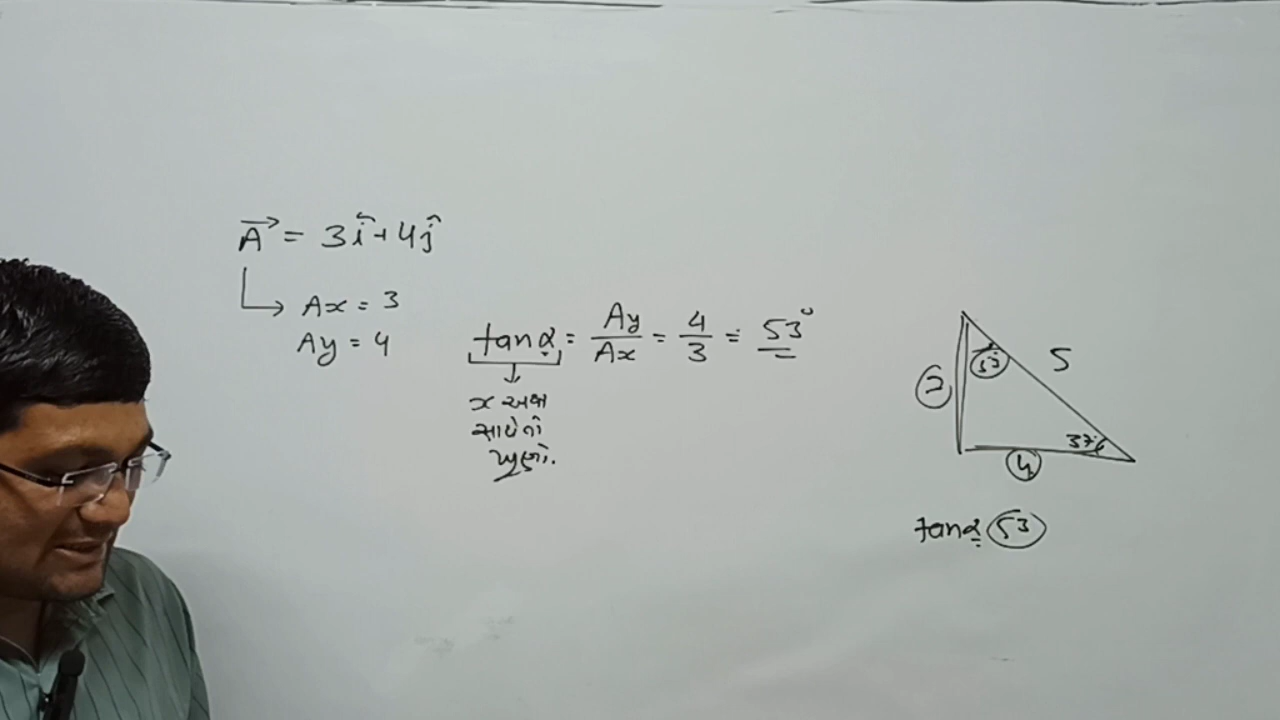 A⃗ = 3î + 4ĵ
Ax = 3
Ay = 4
tanα = Ay/Ax = 4/3 = 53°
x અક્ષ
સાથેનો
ખુણો.
3
53°
5
37°
4
tanα 53